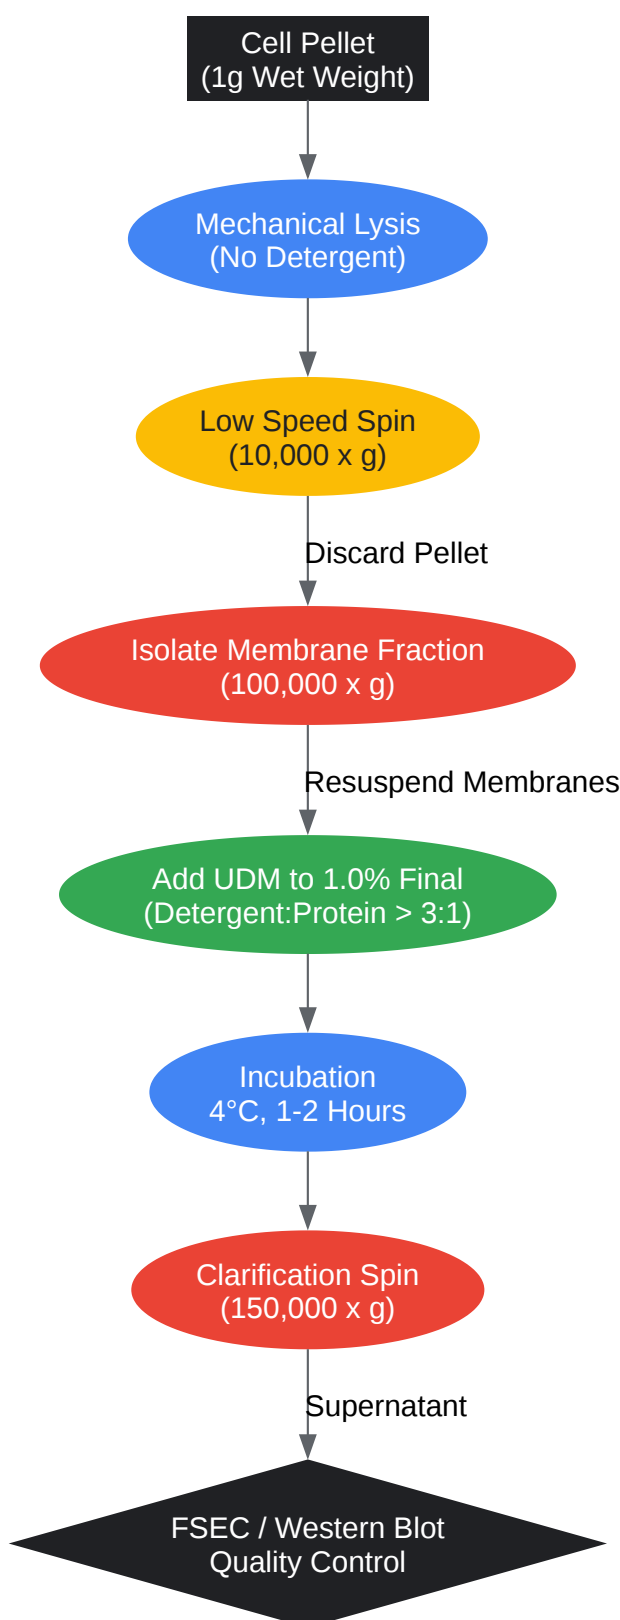 Cell Pellet
(1g Wet Weight)
Mechanical Lysis
(No Detergent)
Low Speed Spin
(10,000 x g)
Discard Pellet
Isolate Membrane Fraction
(100,000 x g)
Resuspend Membranes
Add UDM to 1.0% Final
(Detergent:Protein > 3:1)
Incubation
4°C, 1-2 Hours
Clarification Spin
(150,000 x g)
Supernatant
FSEC / Western Blot
Quality Control